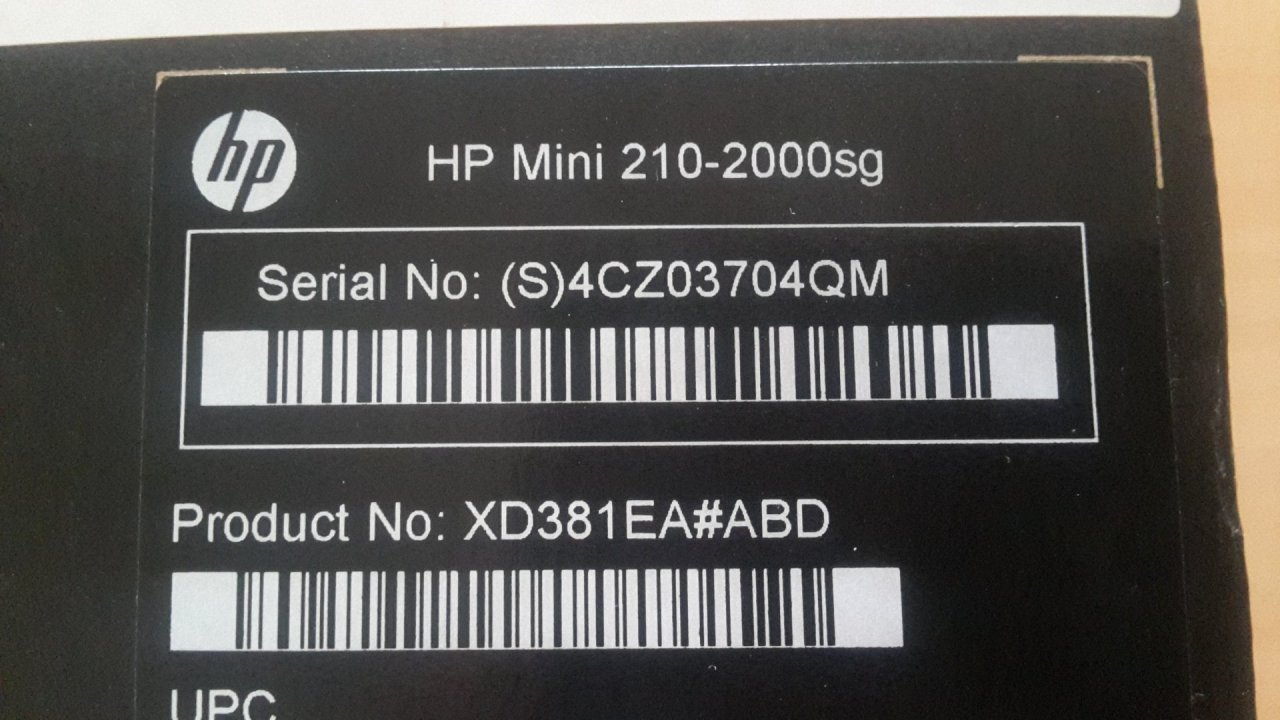 hp
HP Mini 210-2000sg
Serial No: (S)4CZ03704QM
Product No: XD381EA#ABD
UPC